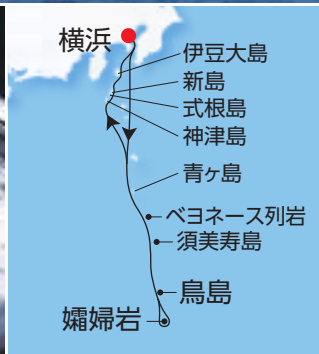 横浜
伊豆大島
新島
式根島
神津島
青ヶ島
ベヨネース列岩
須美寿島
鳥島
孀婦岩